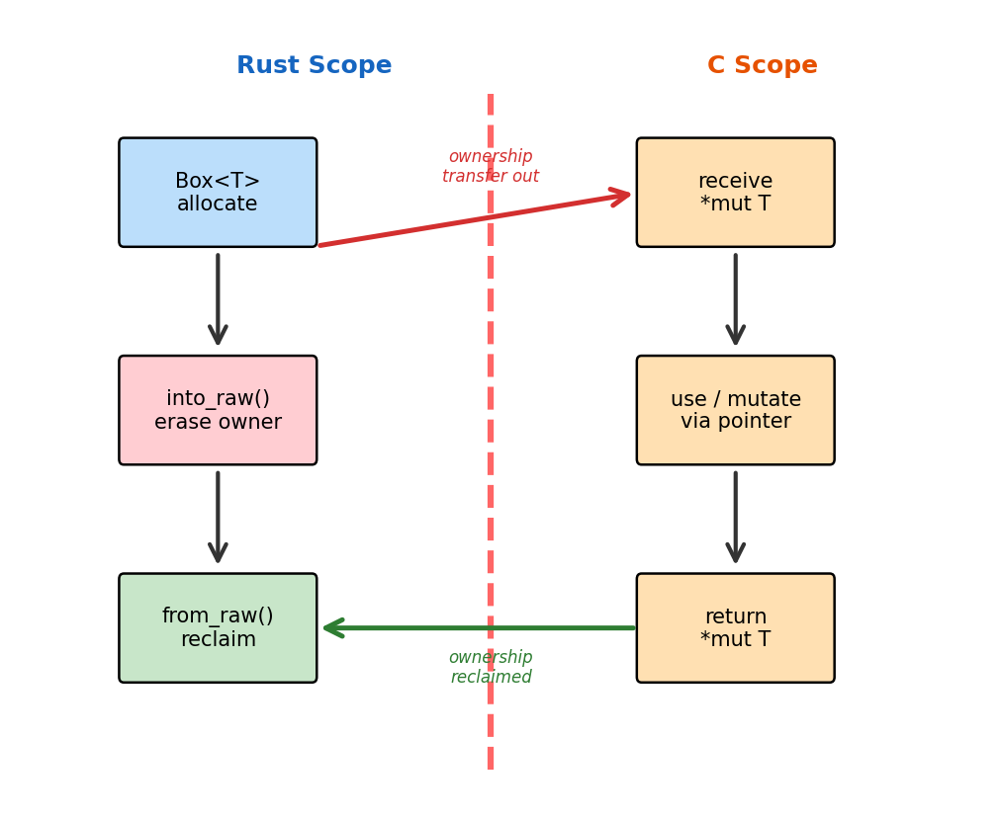 Rust Scope
C Scope
Box<T>
allocate
ownership
transfer out
receive
*mut T
into_raw()
erase owner
use / mutate
via pointer
from_raw()
reclaim
ownership
reclaimed
return
*mut T